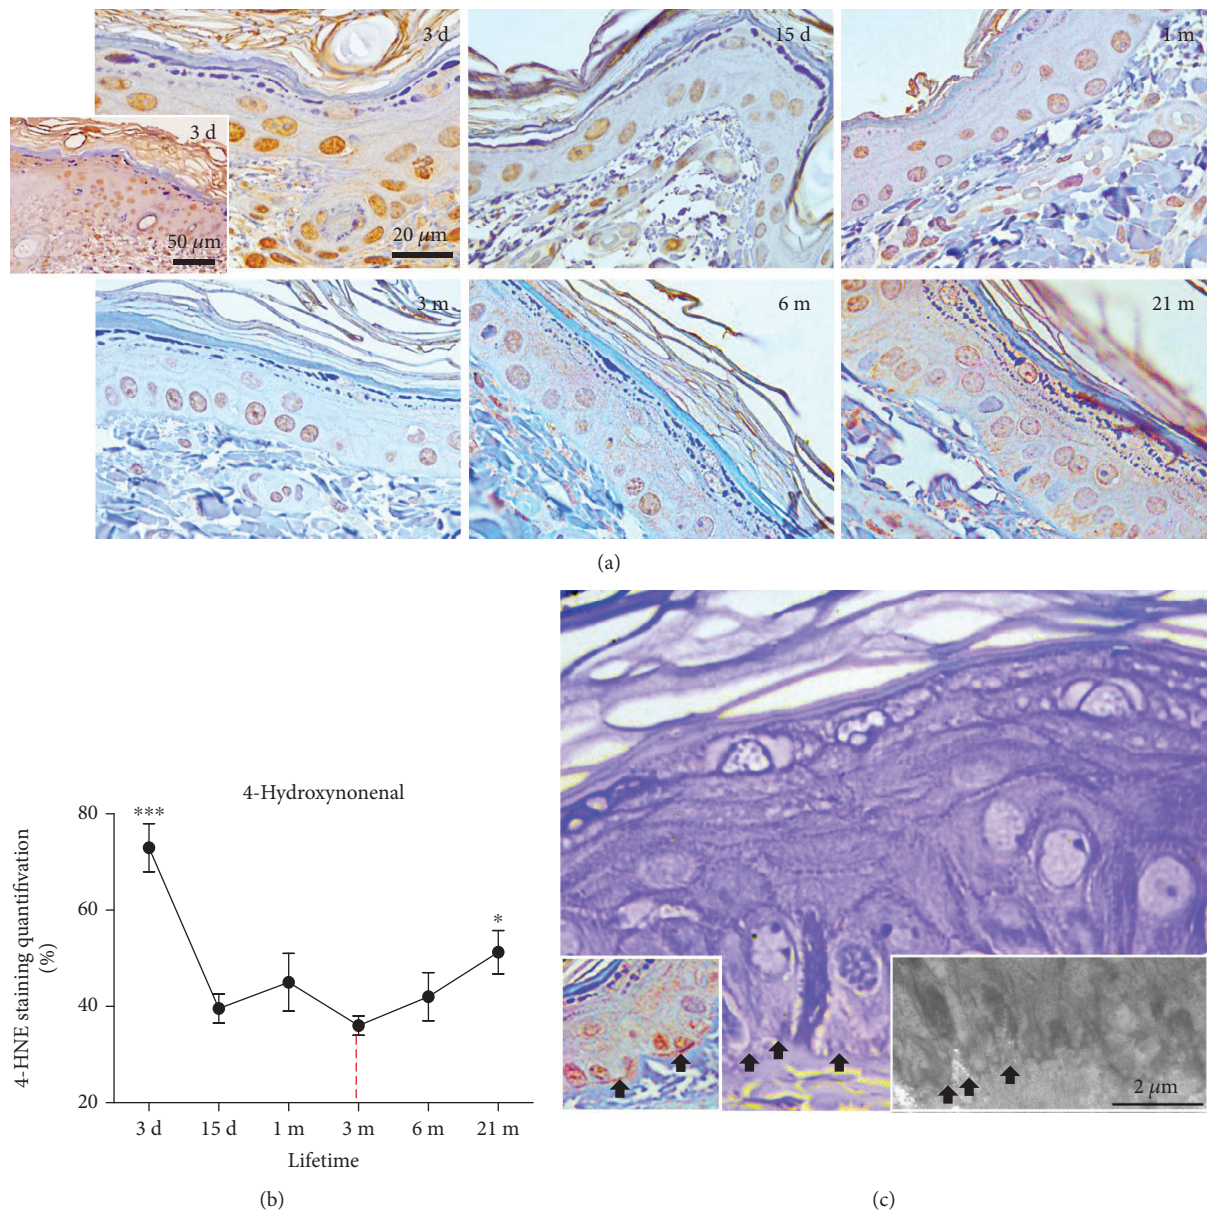 3 d
15 d
1 m
3 d
50 μm
20 μm
3 m
6 m
21 m
(a)
4-Hydroxynonenal
4-HNE staining quantifivation
(%)
80
60
40
20
***
*
3 d
15 d
1 m
3 m
6 m
21 m
Lifetime
(b)
2 μm
(c)